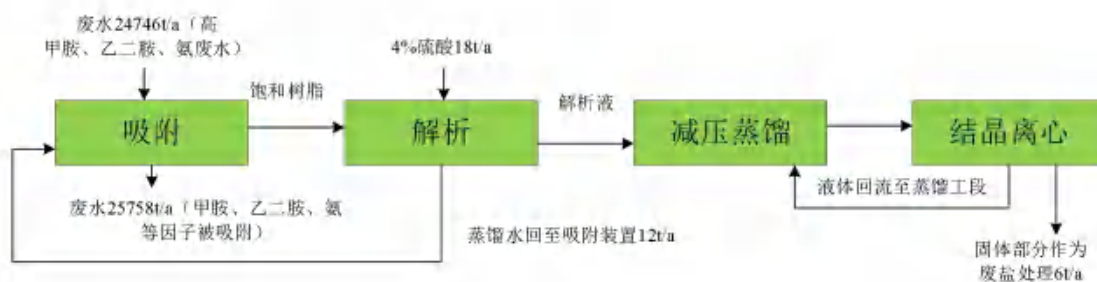 废水24746t/a（高
甲胺、乙二胺、氨废水）
4%硫酸18t/a
吸附
饱和树脂
解析
解析液
减压蒸馏
结晶离心
液体回流至蒸馏工段
废水25758t/a（甲胺、乙二胺、氨
等因子被吸附）
蒸馏水回至吸附装置12t/a
固体部分作为
废盐处理6t/a